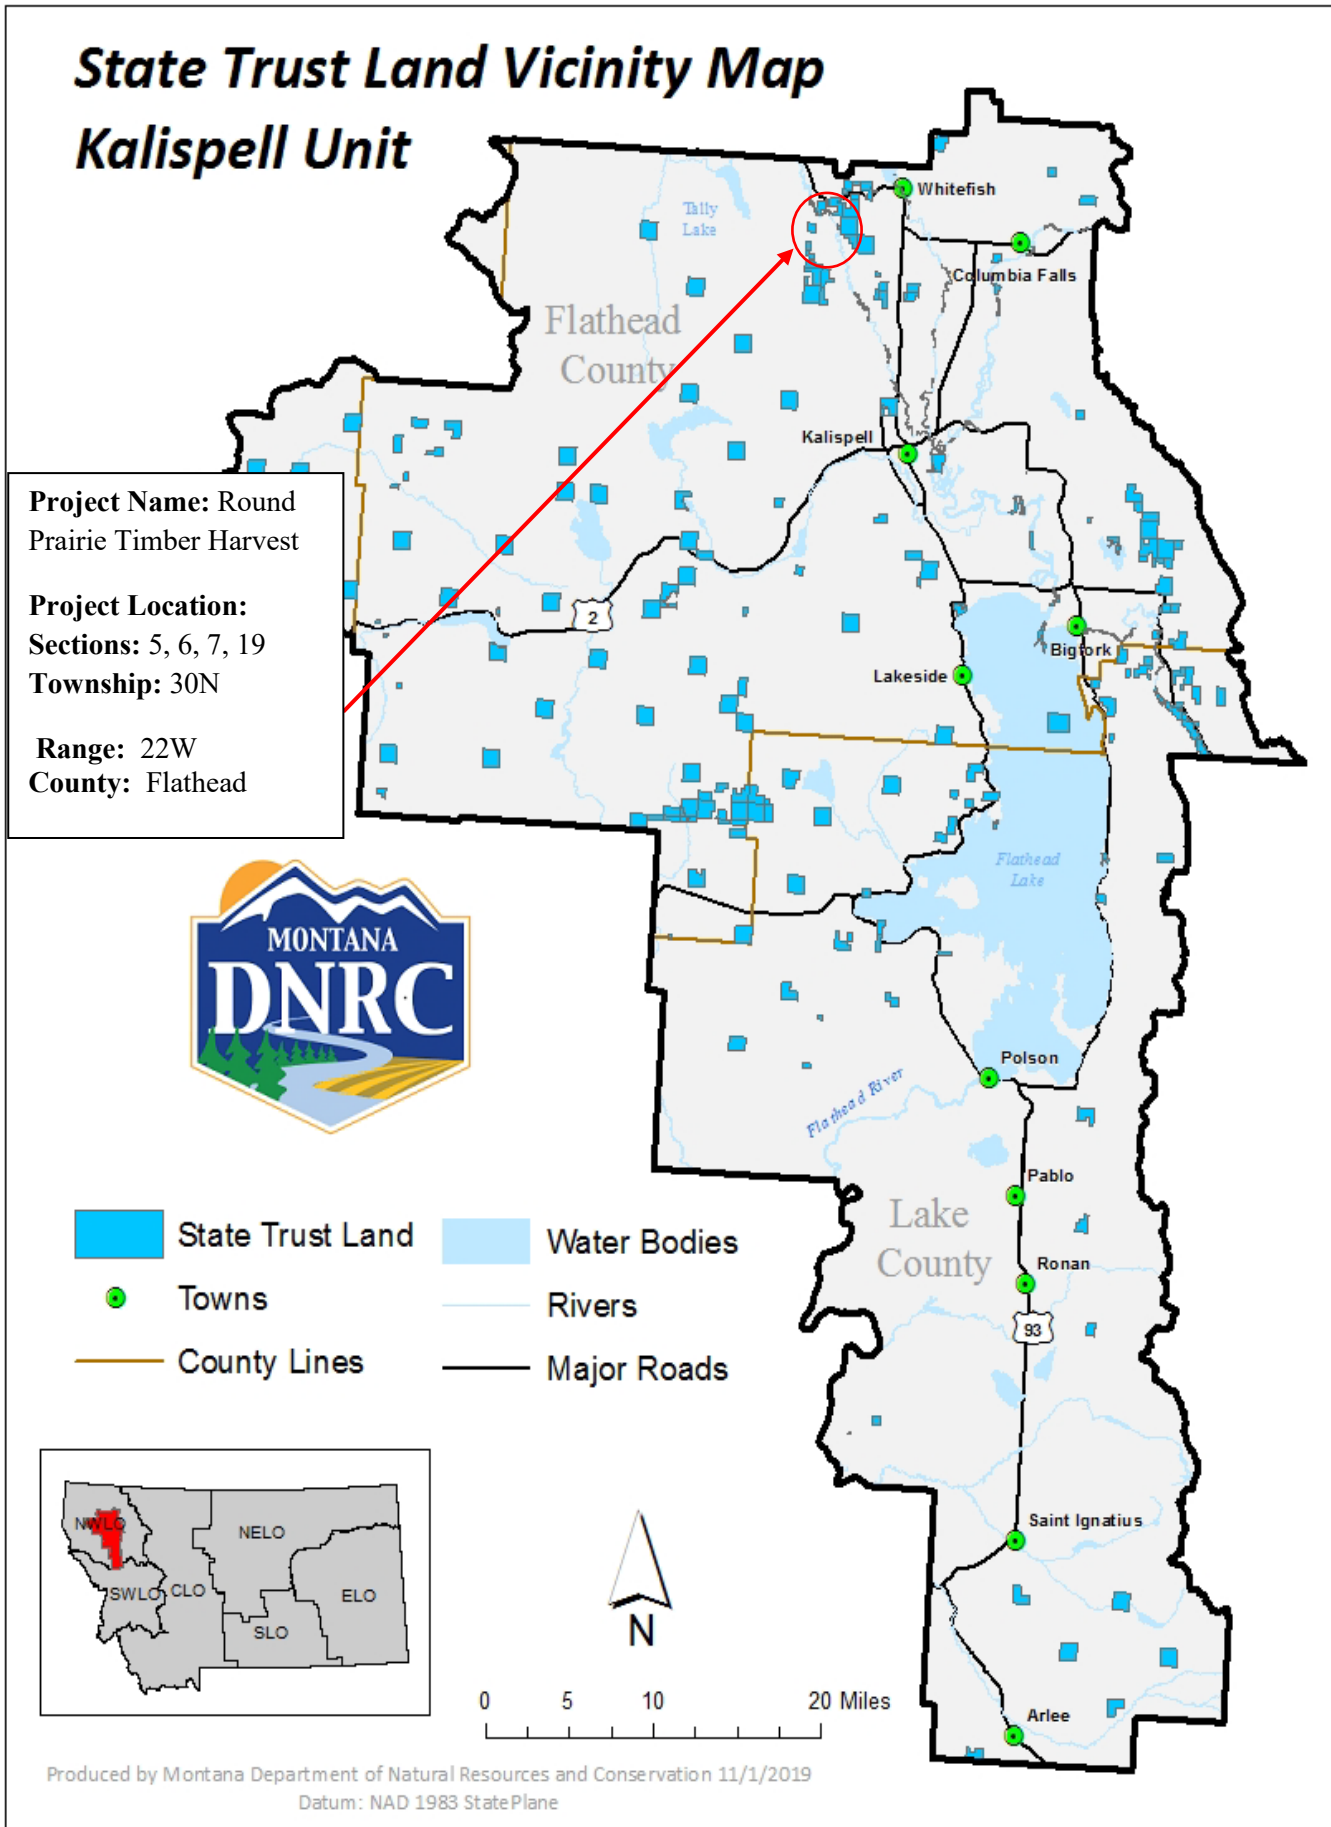 State Trust Land Vicinity Map
Kalispell Unit
Whitefish
Tally
Lake
Columbia Falls
Flathead
County
Kalispell
Project Name: Round
Prairie Timber Harvest
Project Location:
Sections: 5, 6, 7, 19
Township: 30N
Range: 22W
County: Flathead
2
Bigfork
Lakeside
Flathead
Lake
MONTANA
DNRC
Polson
Flathead River
Pablo
Lake
County
Ronan
93
State Trust Land
Water Bodies
Towns
Rivers
County Lines
Major Roads
NWLO
NELO
SWLO
CLO
ELO
SLO
Saint Ignatius
N
0 5 10 20 Miles
Arlee
Produced by Montana Department of Natural Resources and Conservation 11/1/2019
Datum: NAD 1983 StatePlane